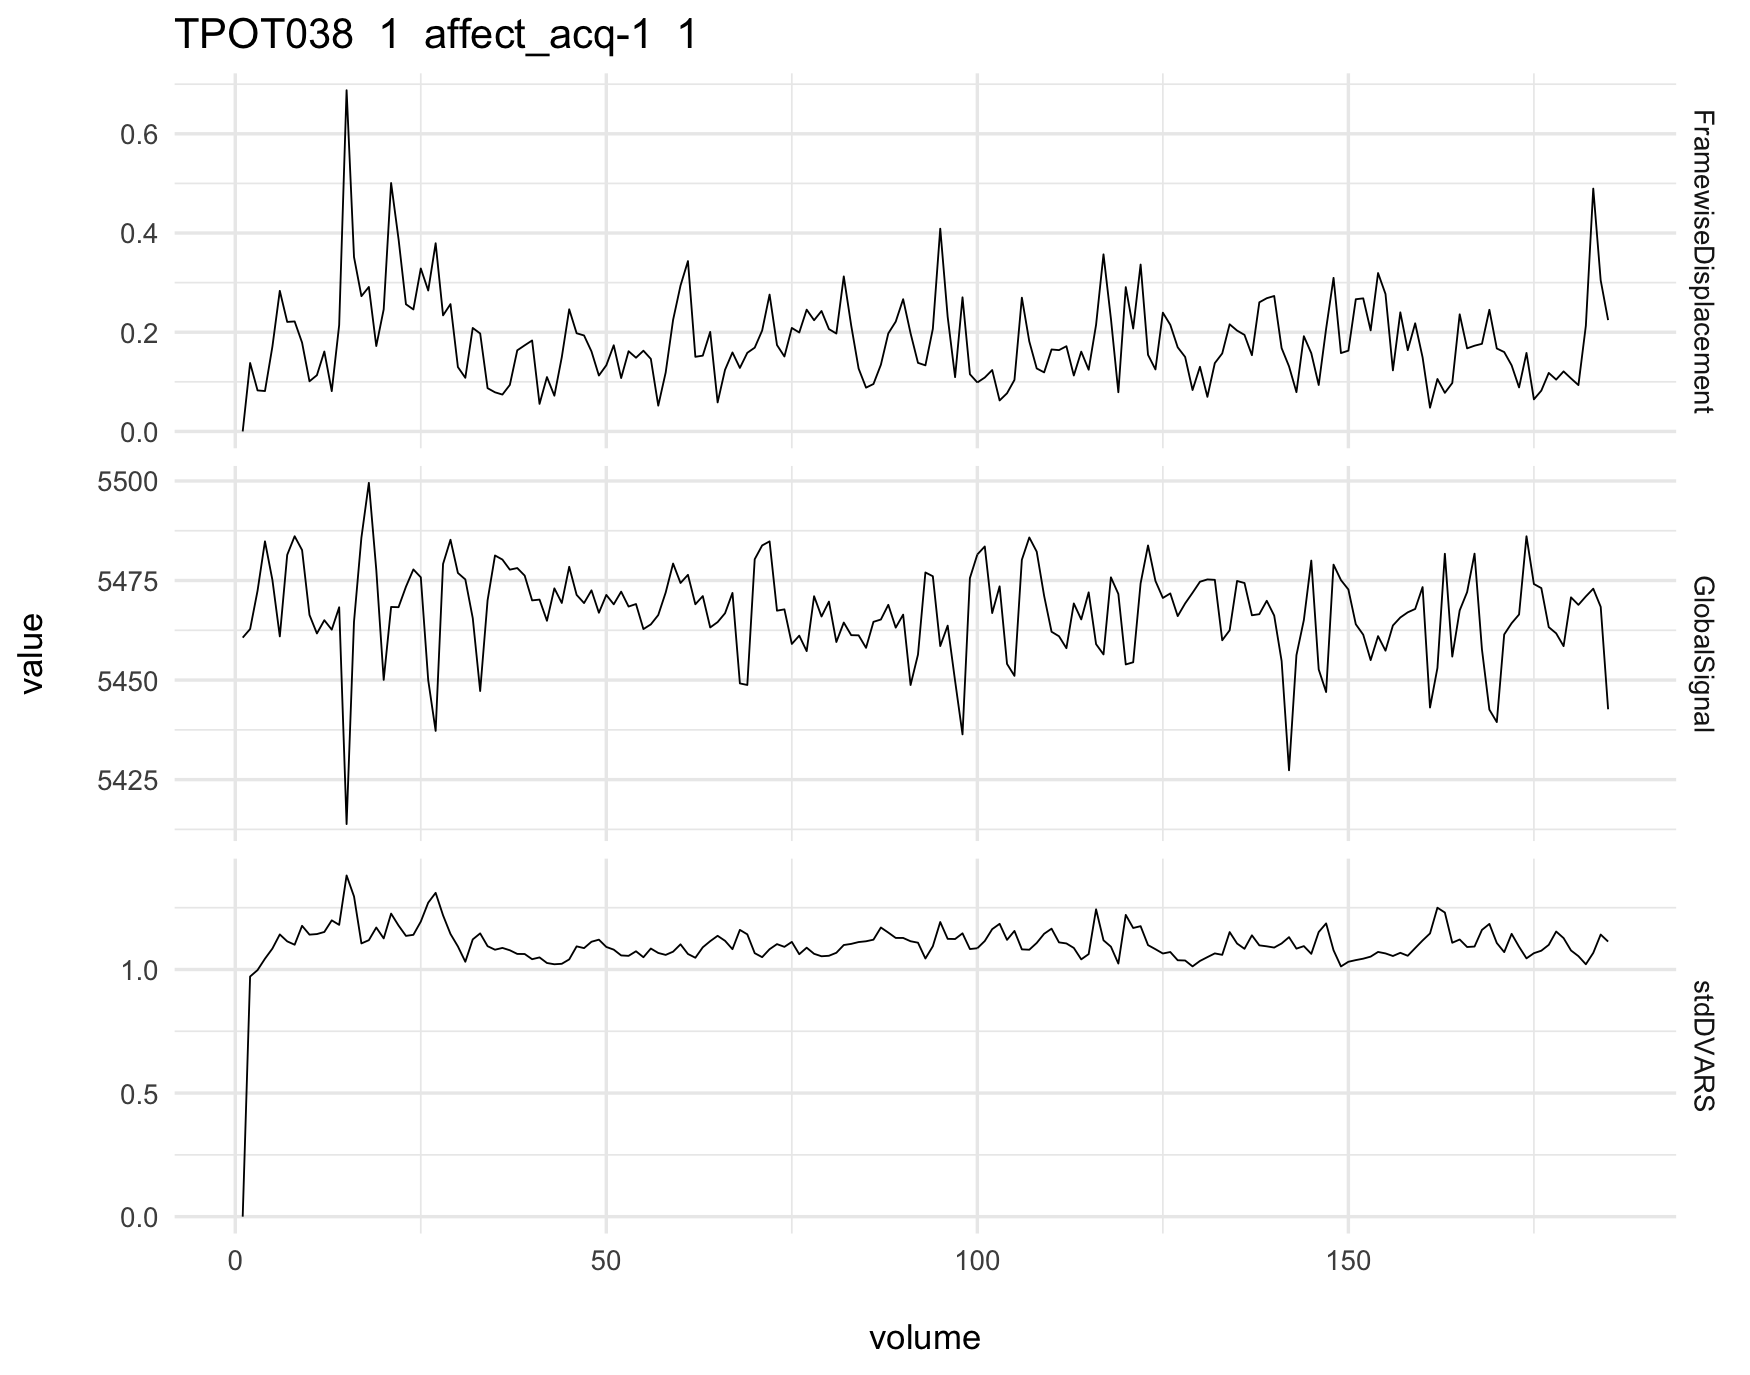 TPOT038 1 affect_acq-1 1
0.6
0.4
0.2
0.0
FramewiseDisplacement
5500
5475
5450
5425
GlobalSignal
1.0
0.5
0.0
stdDVARS
value
0 50 100 150
volume